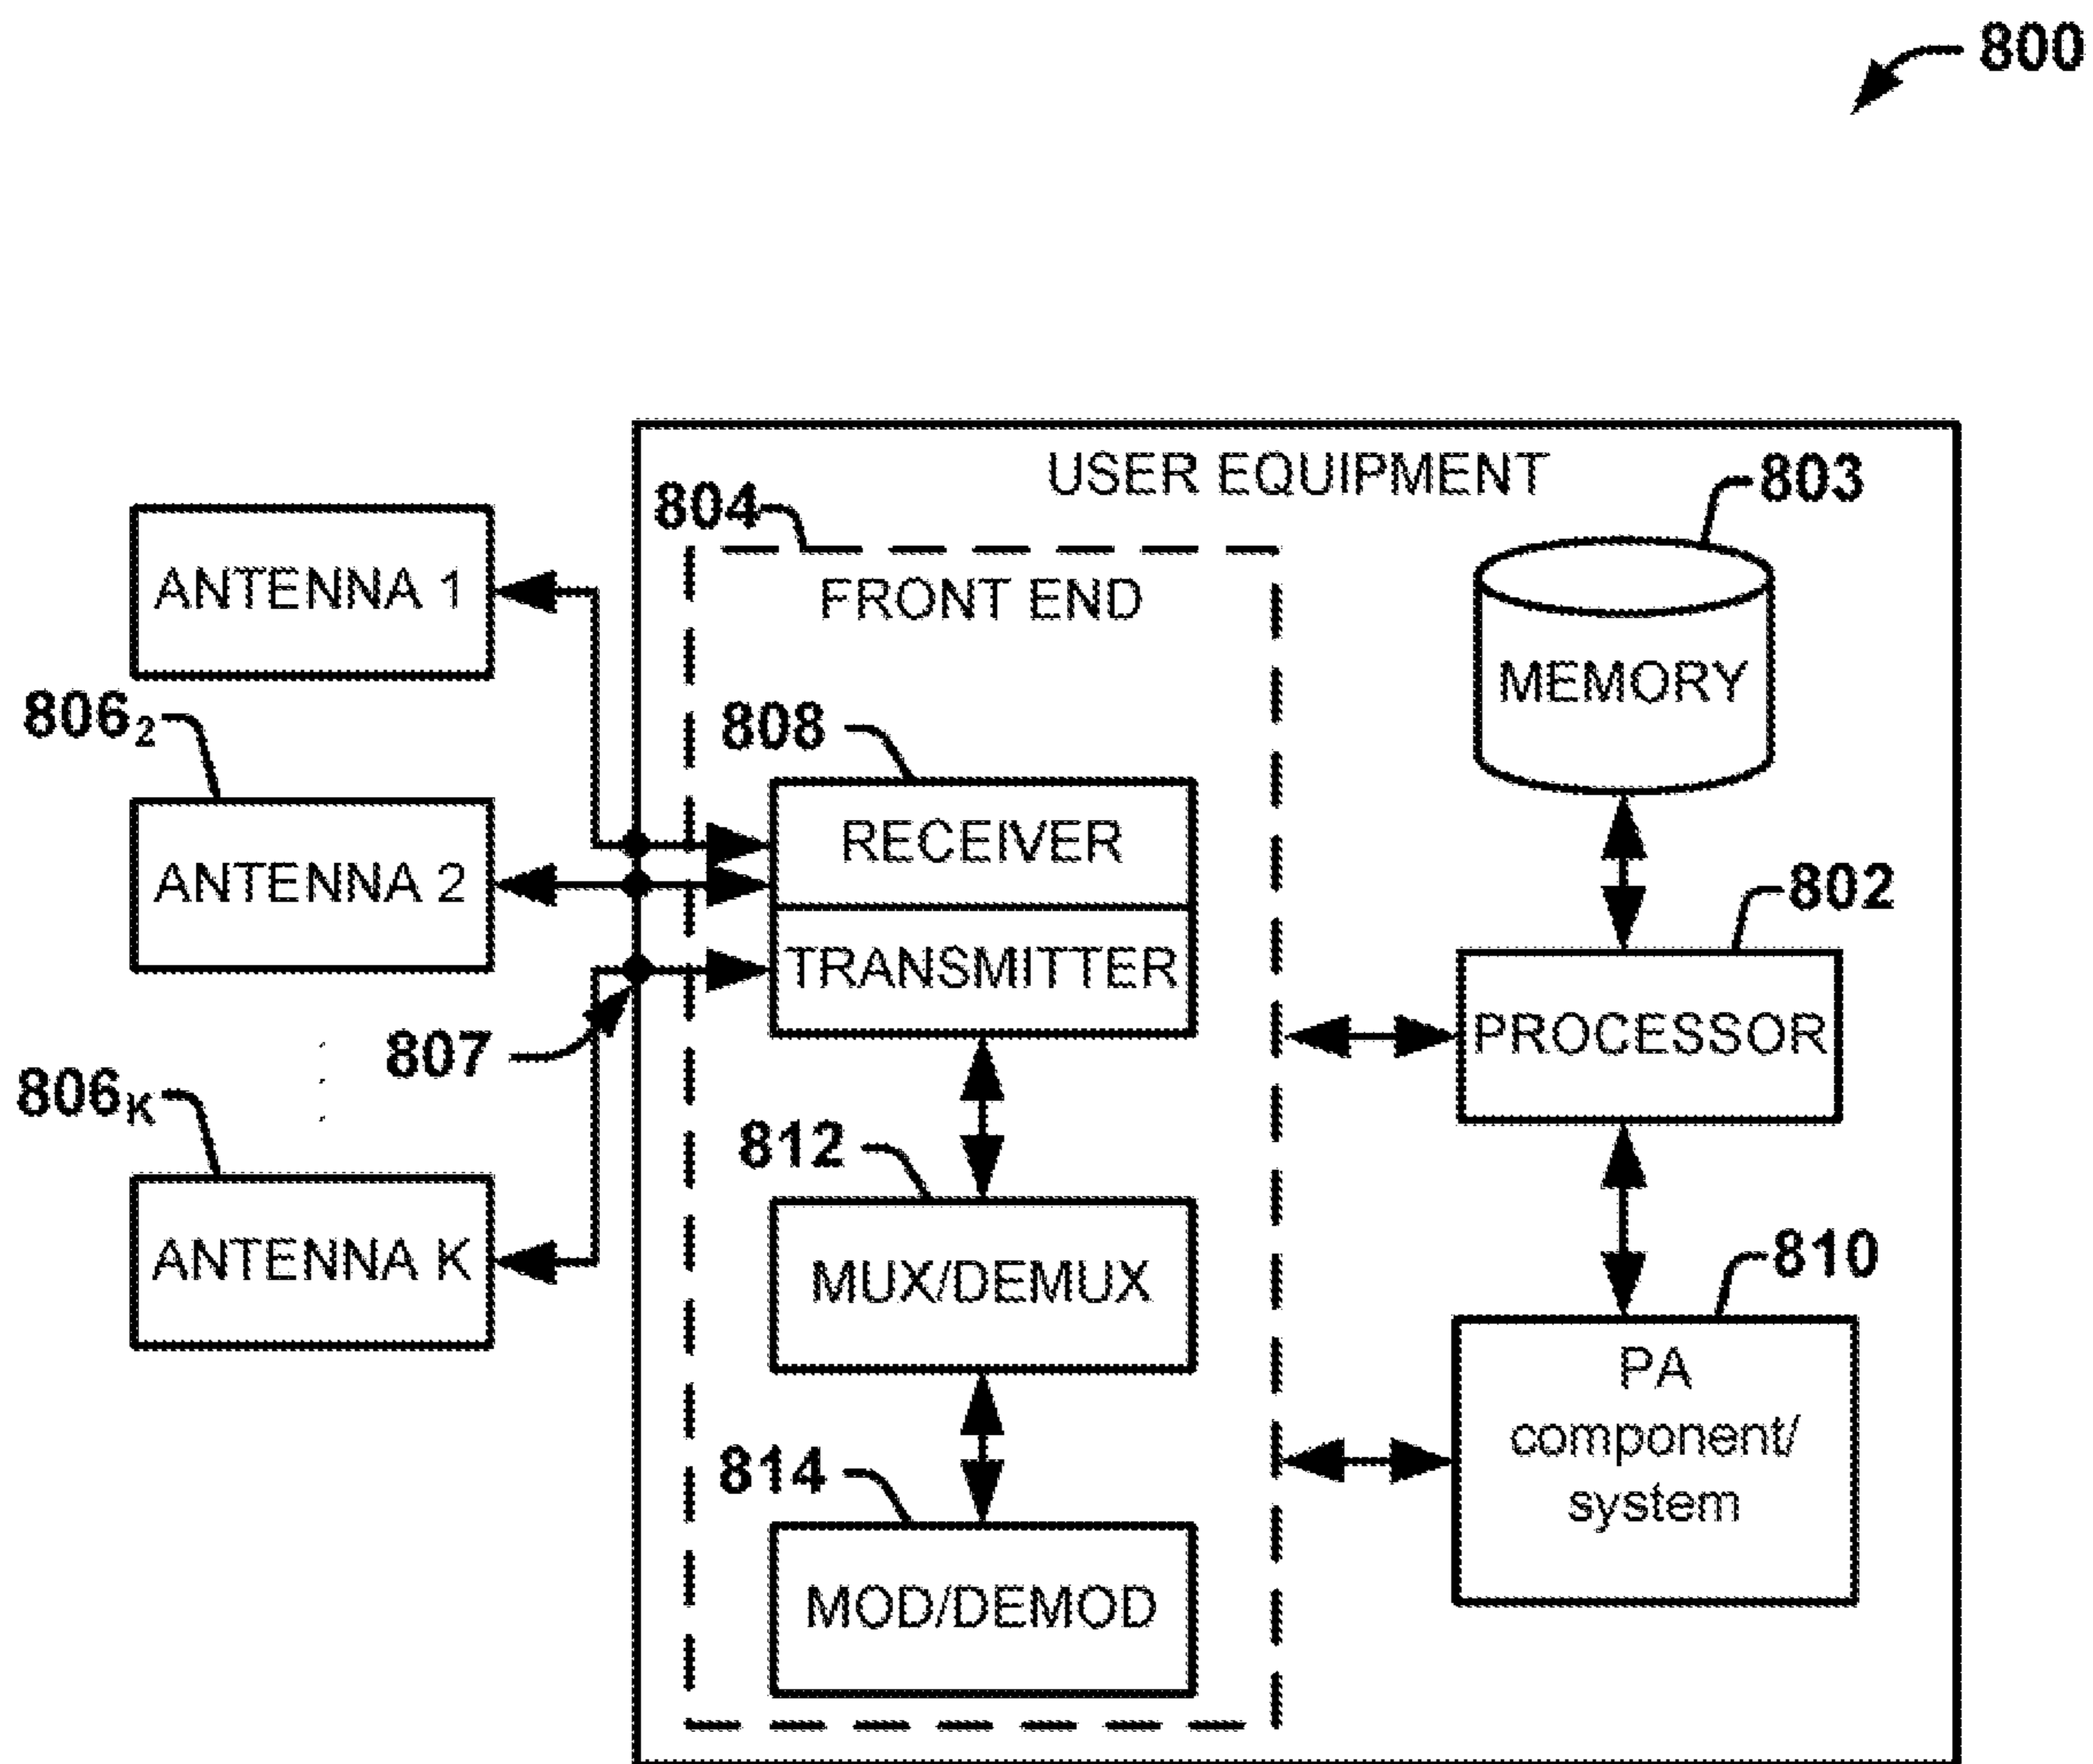 800
USER EQUIPMENT
803
804
FRONT END
ANTENNA 1
MEMORY
806₂
808
RECEIVER
ANTENNA 2
802
TRANSMITTER
PROCESSOR
807
806ₖ
812
810
ANTENNA K
MUX/DEMUX
PA
component/
system
814
MOD/DEMOD